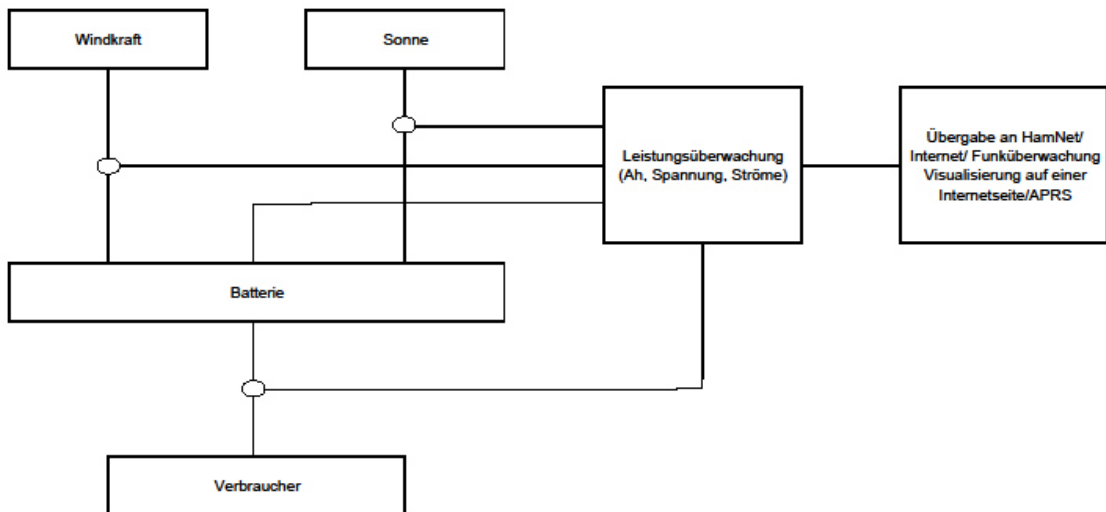 Windkraft
Sonne
Leistungsüberwachung
(Ah, Spannung, Ströme)
Übergabe an HamNet/
Internet/ Funküberwachung
Visualisierung auf einer
Internetseite/APRS
Batterie
Verbraucher